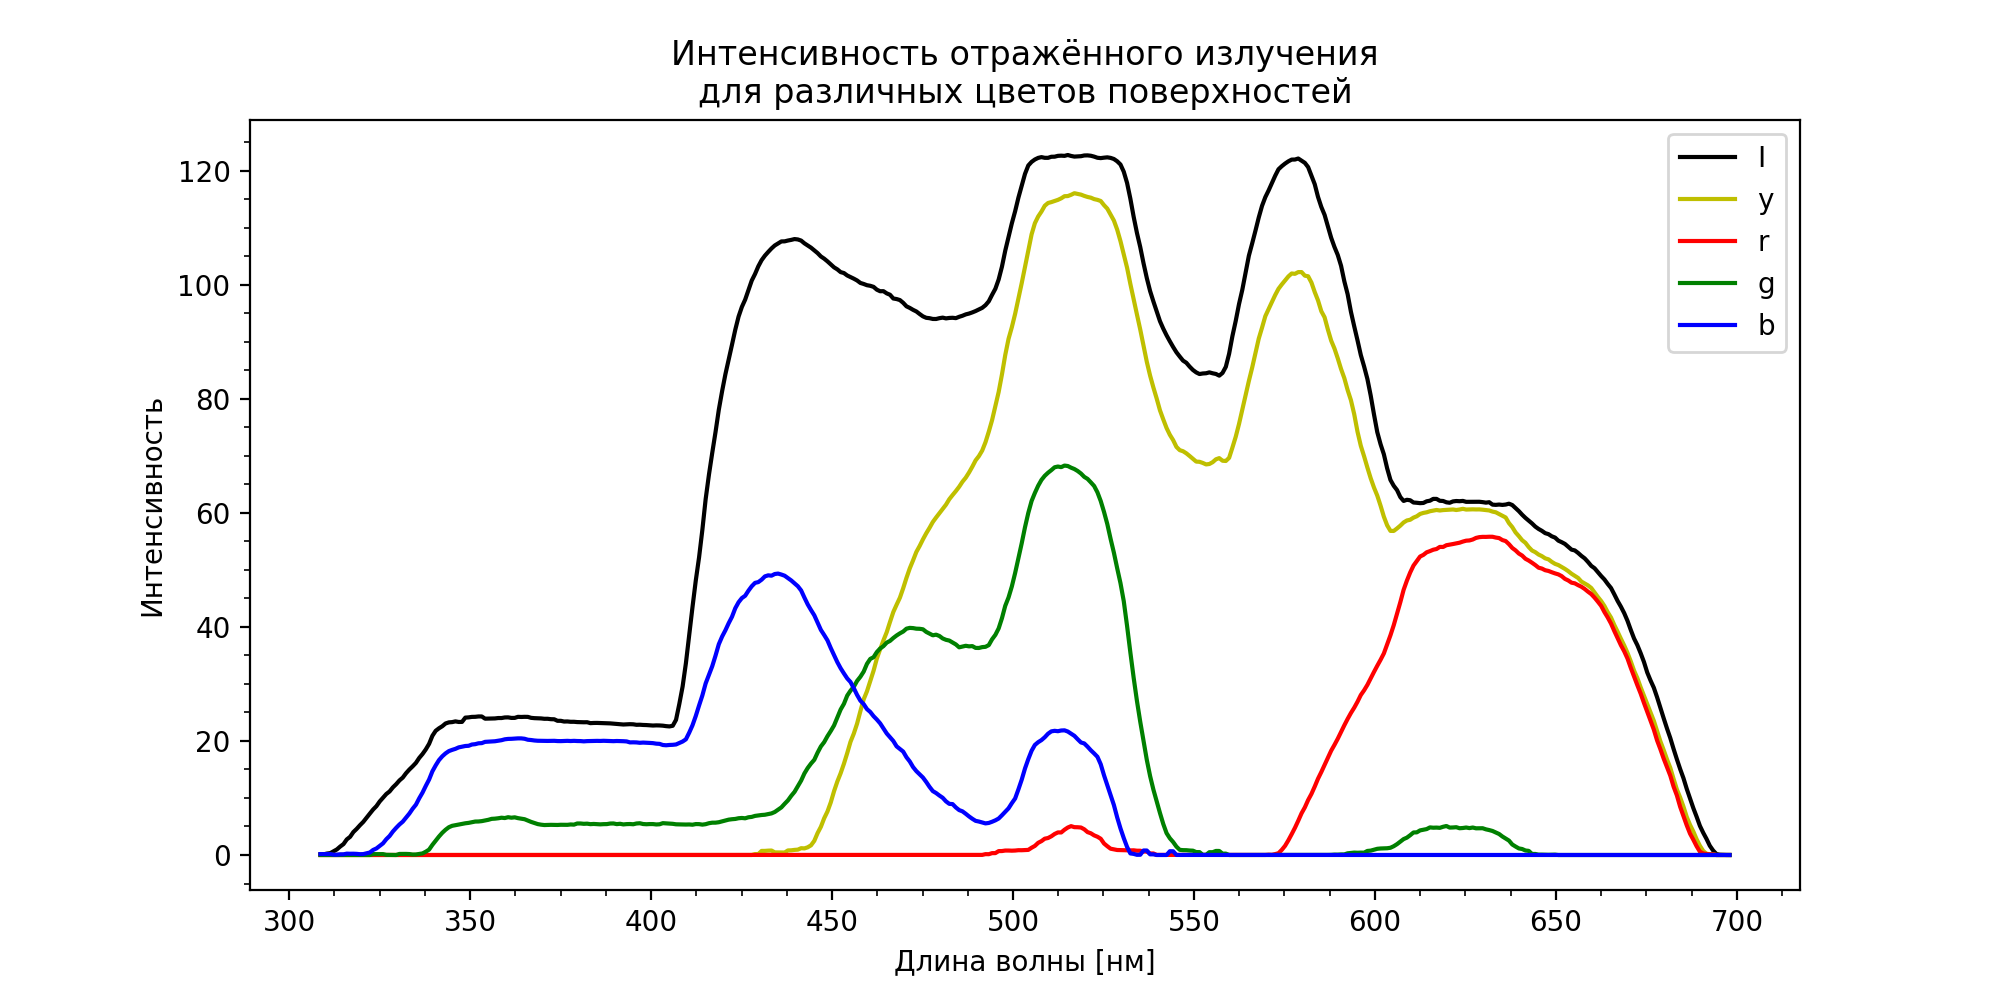 Интенсивность отражённого излучения
для различных цветов поверхностей
Интенсивность
120
100
80
60
40
20
0
300 350 400 450 500 550 600 650 700
Длина волны [нм]
l
y
r
g
b